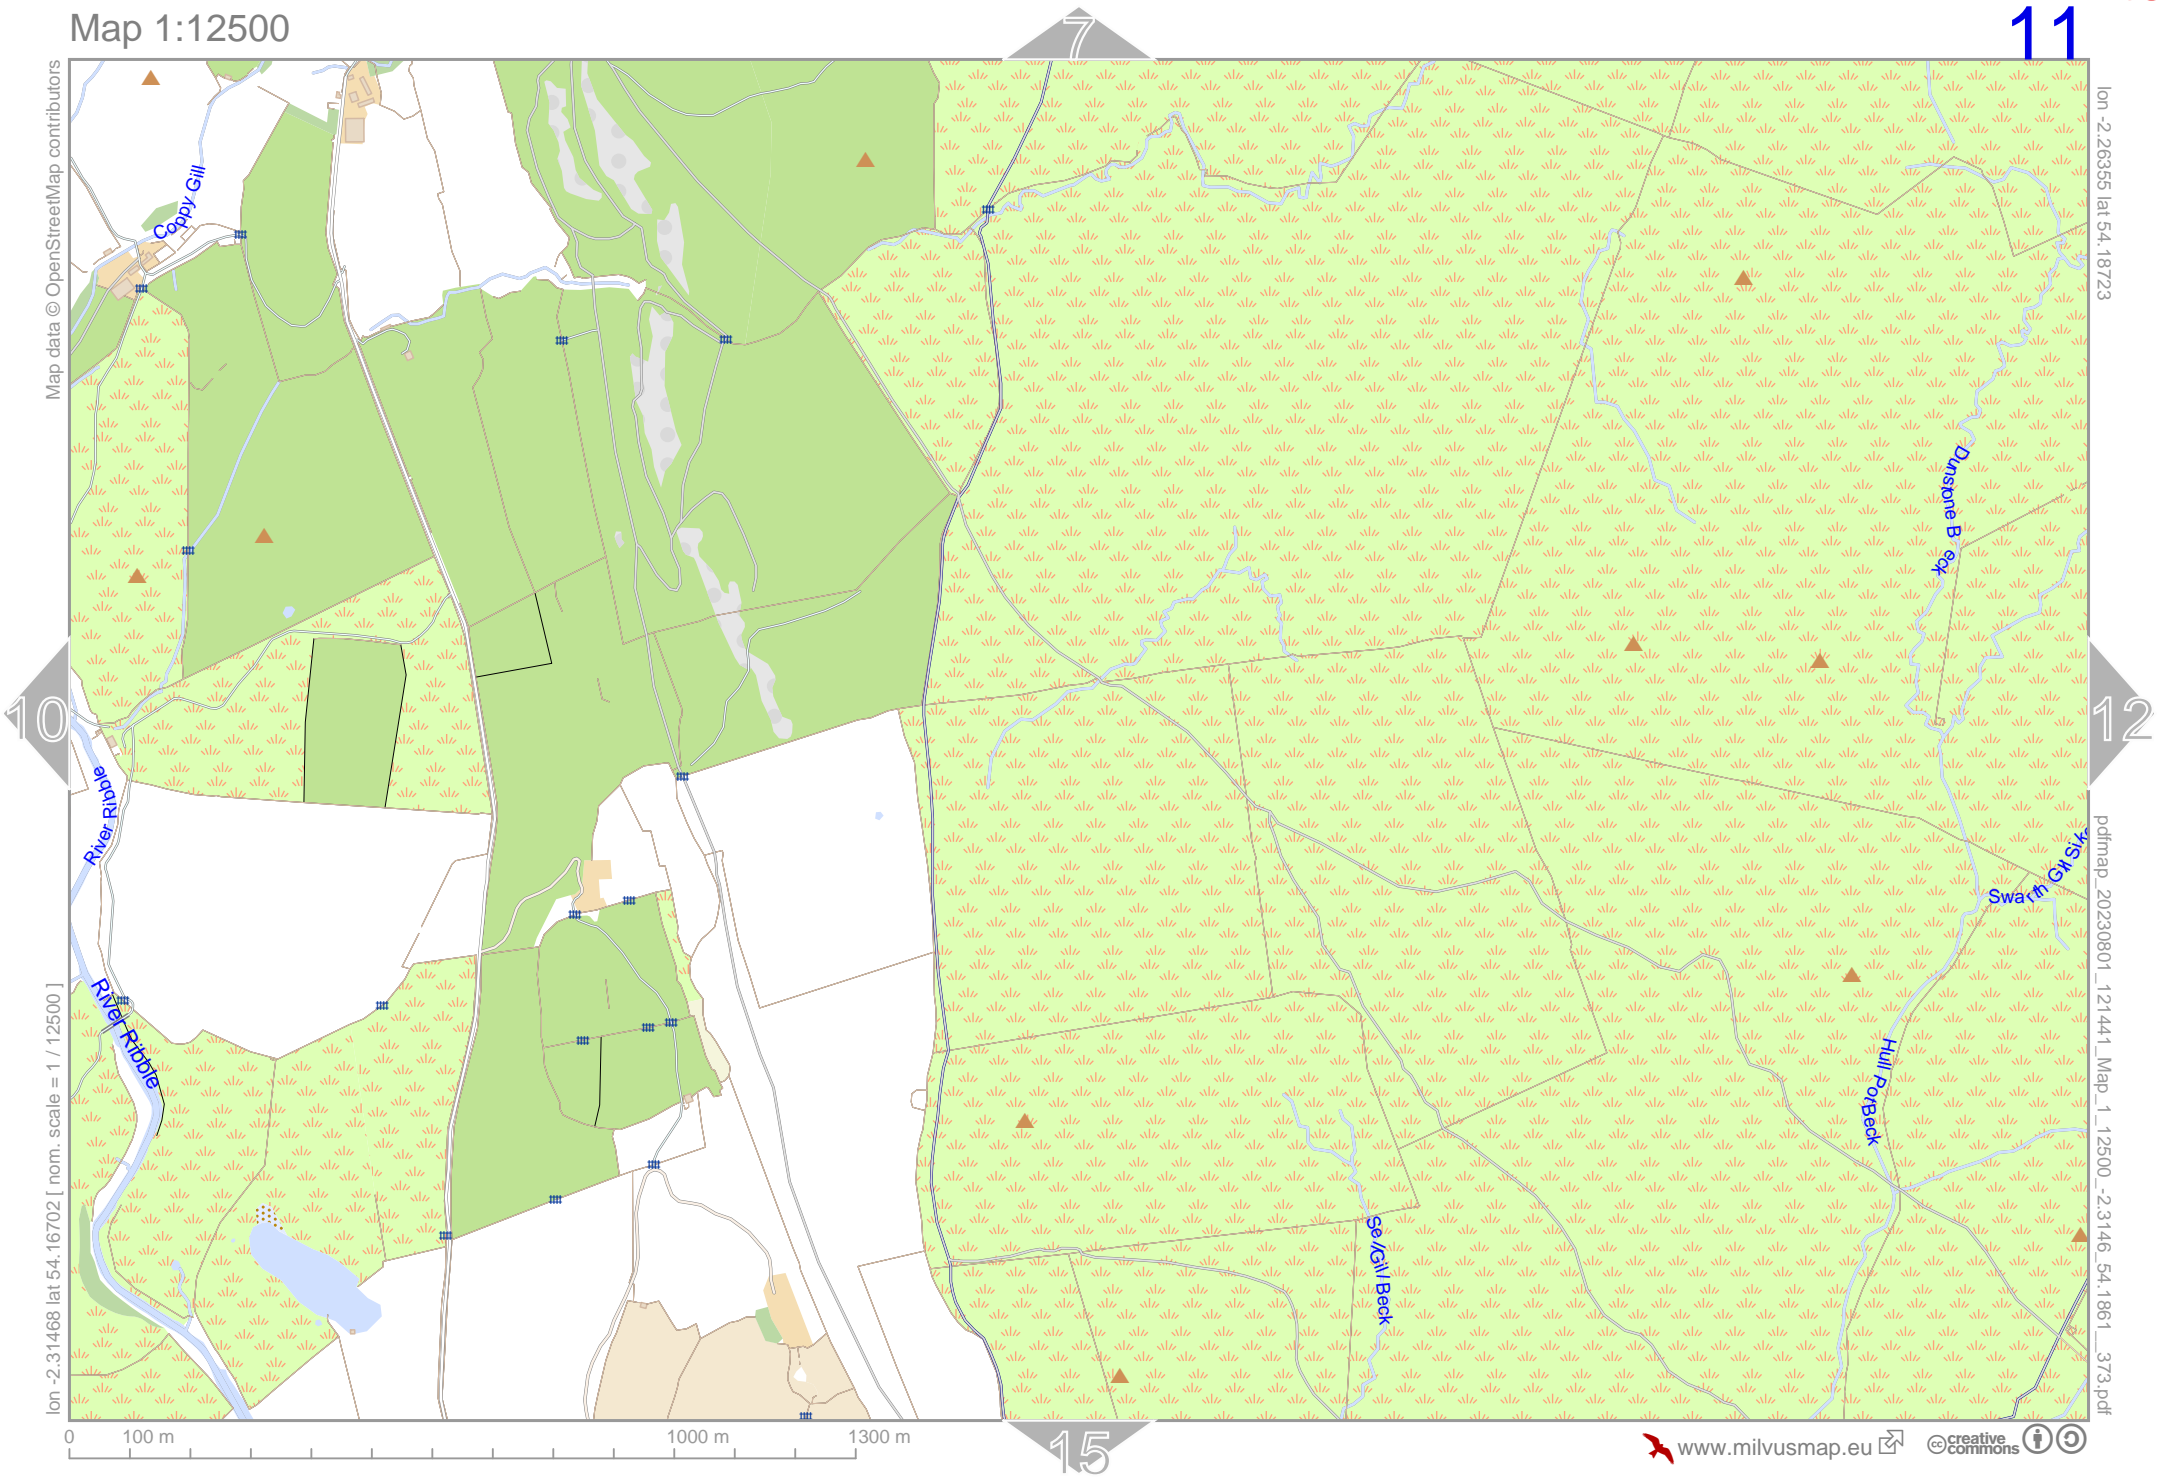 Map 1:12500
7
11
Map data © OpenStreetMap contributors
lon -2.26355 lat 54.18723
Coppy Gill
Dunstone Beck
10
12
River Ribble
Swarth Gill Sike
River Ribble
Hull Pot Beck
Sell Gill Beck
lon -2.31468 lat 54.16702 [ nom. scale = 1 / 12500 ]
pdfmap_20230801_121441_Map_1_12500_-2.3146_54.1861__373.pdf
0 100 m 1000 m 1300 m
15
www.milvusmap.eu
cc creative commons